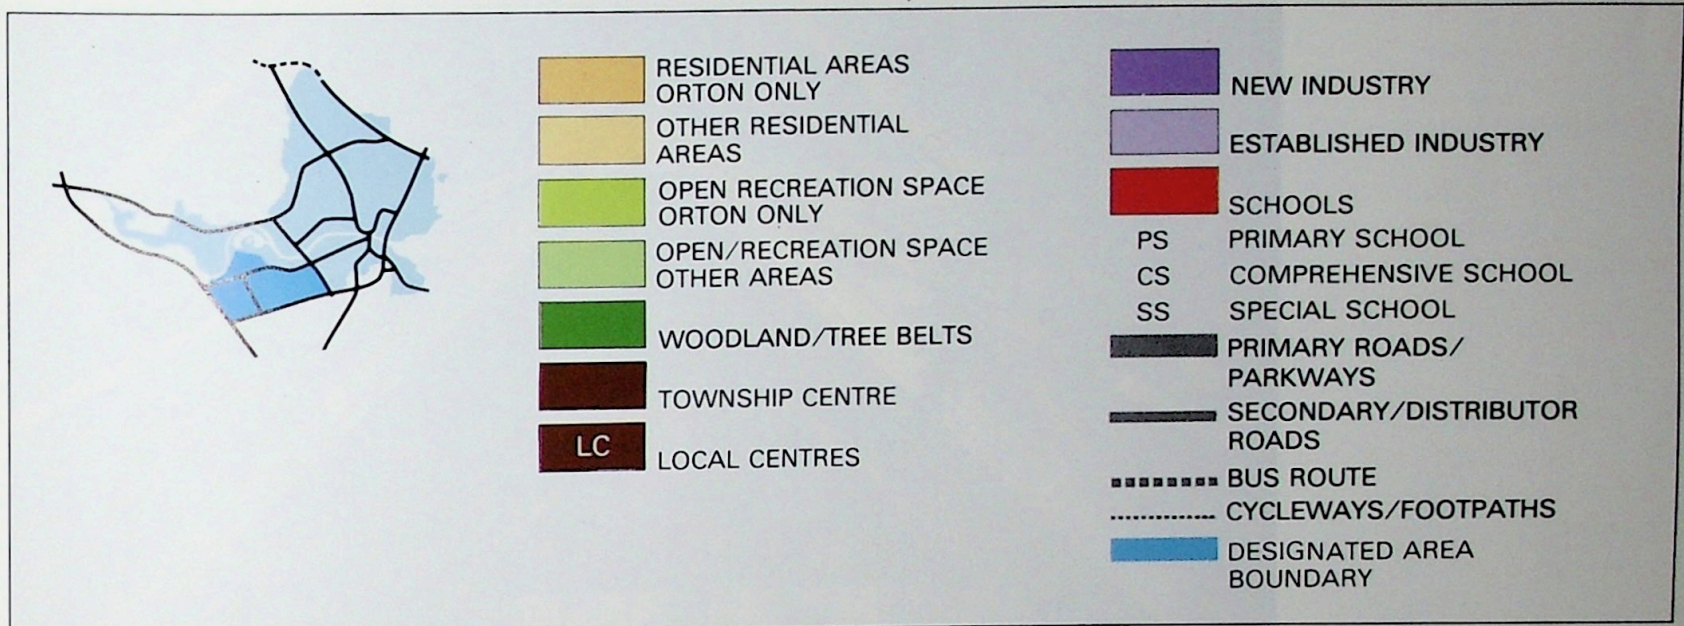 RESIDENTIAL AREAS
ORTON ONLY
OTHER RESIDENTIAL
AREAS
OPEN RECREATION SPACE
ORTON ONLY
OPEN/RECREATION SPACE
OTHER AREAS
WOODLAND/TREE BELTS
TOWNSHIP CENTRE
LC
LOCAL CENTRES
NEW INDUSTRY
ESTABLISHED INDUSTRY
SCHOOLS
PS PRIMARY SCHOOL
CS COMPREHENSIVE SCHOOL
SS SPECIAL SCHOOL
PRIMARY ROADS/
PARKWAYS
SECONDARY/DISTRIBUTOR
ROADS
BUS ROUTE
CYCLEWAYS/FOOTPATHS
DESIGNATED AREA
BOUNDARY